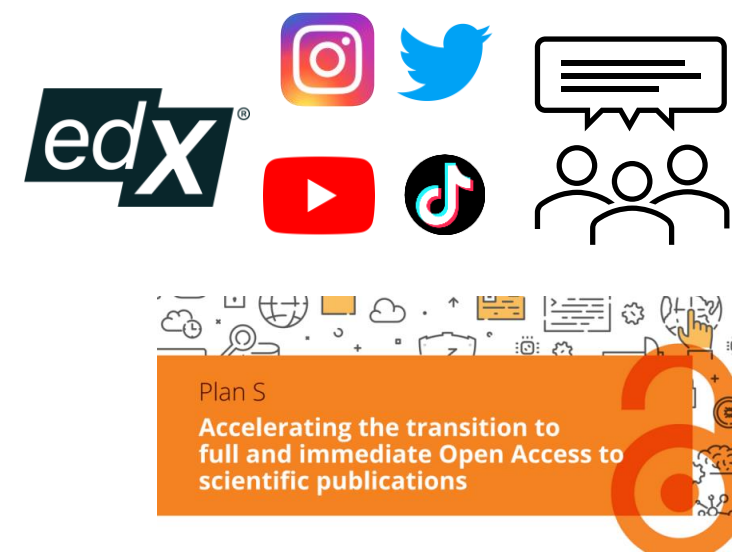 edX®
Plan S
Accelerating the transition to
full and immediate Open Access to
scientific publications